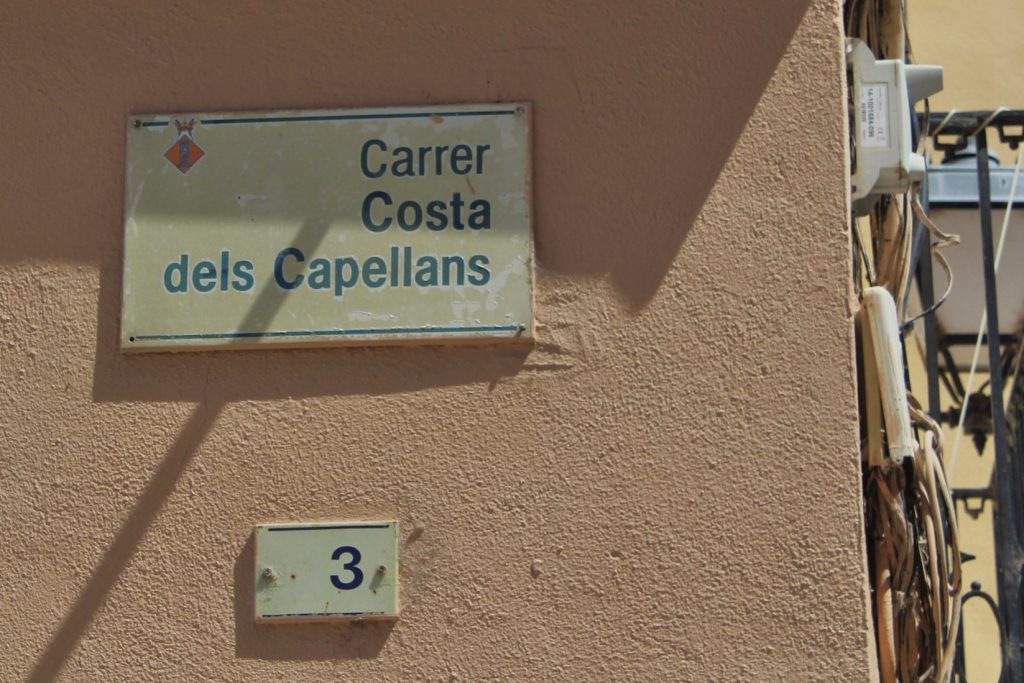 Carrer
Costa
dels Capellans
3